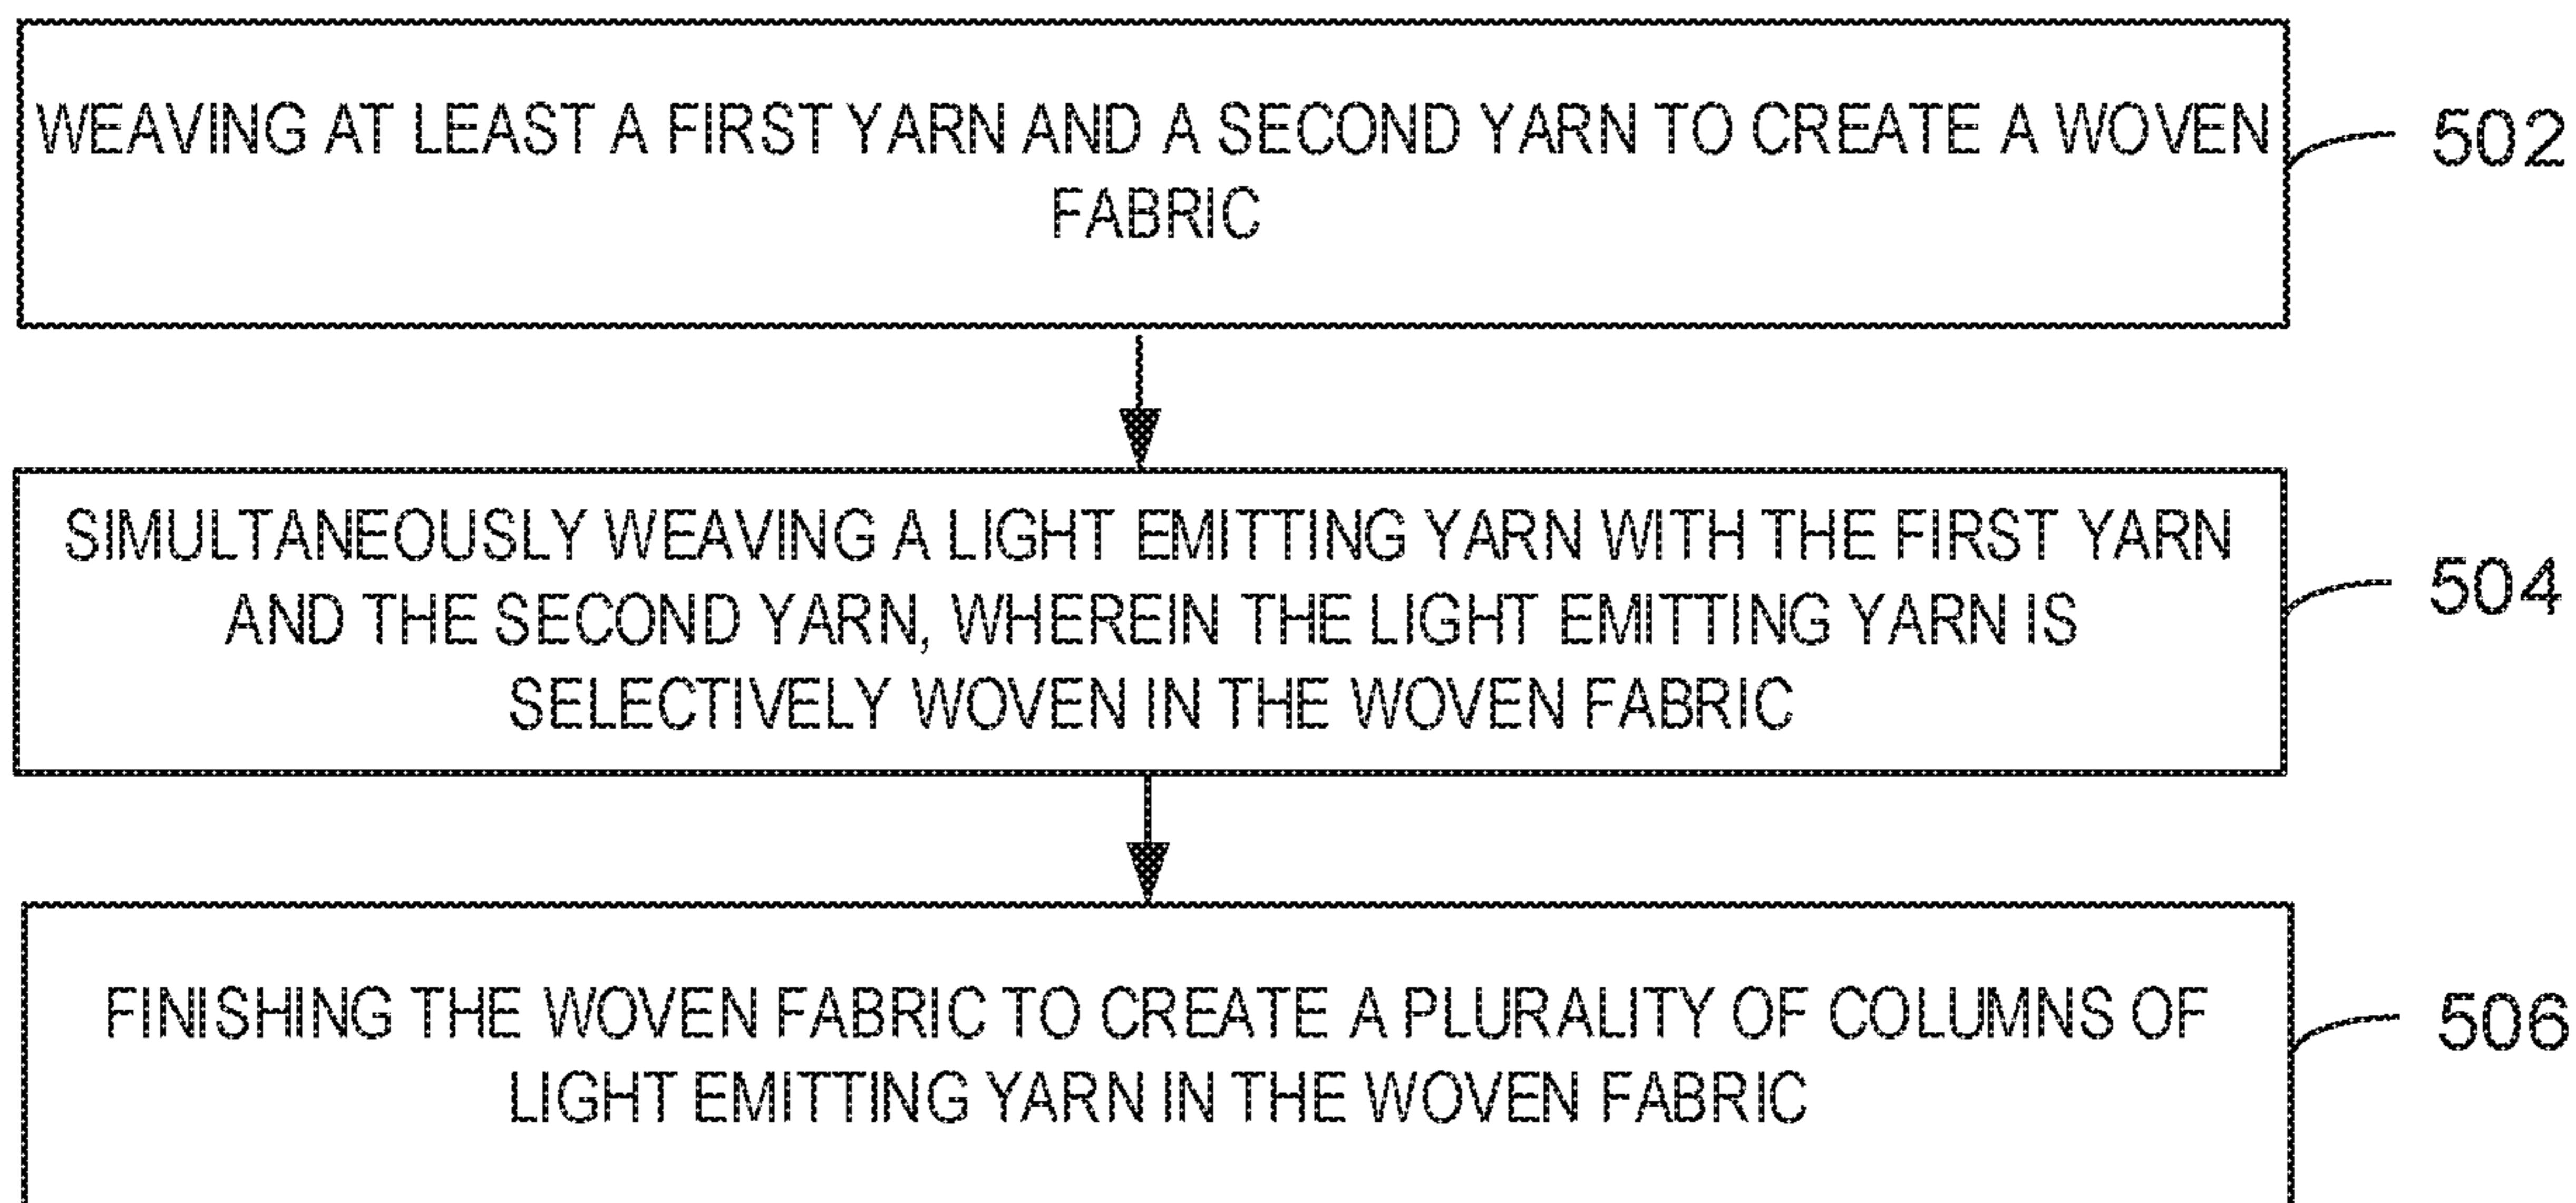 WEAVING AT LEAST A FIRST YARN AND A SECOND YARN TO CREATE A WOVEN
FABRIC
502
SIMULTANEOUSLY WEAVING A LIGHT EMITTING YARN WITH THE FIRST YARN
AND THE SECOND YARN, WHEREIN THE LIGHT EMITTING YARN IS
SELECTIVELY WOVEN IN THE WOVEN FABRIC
504
FINISHING THE WOVEN FABRIC TO CREATE A PLURALITY OF COLUMNS OF
LIGHT EMITTING YARN IN THE WOVEN FABRIC
506